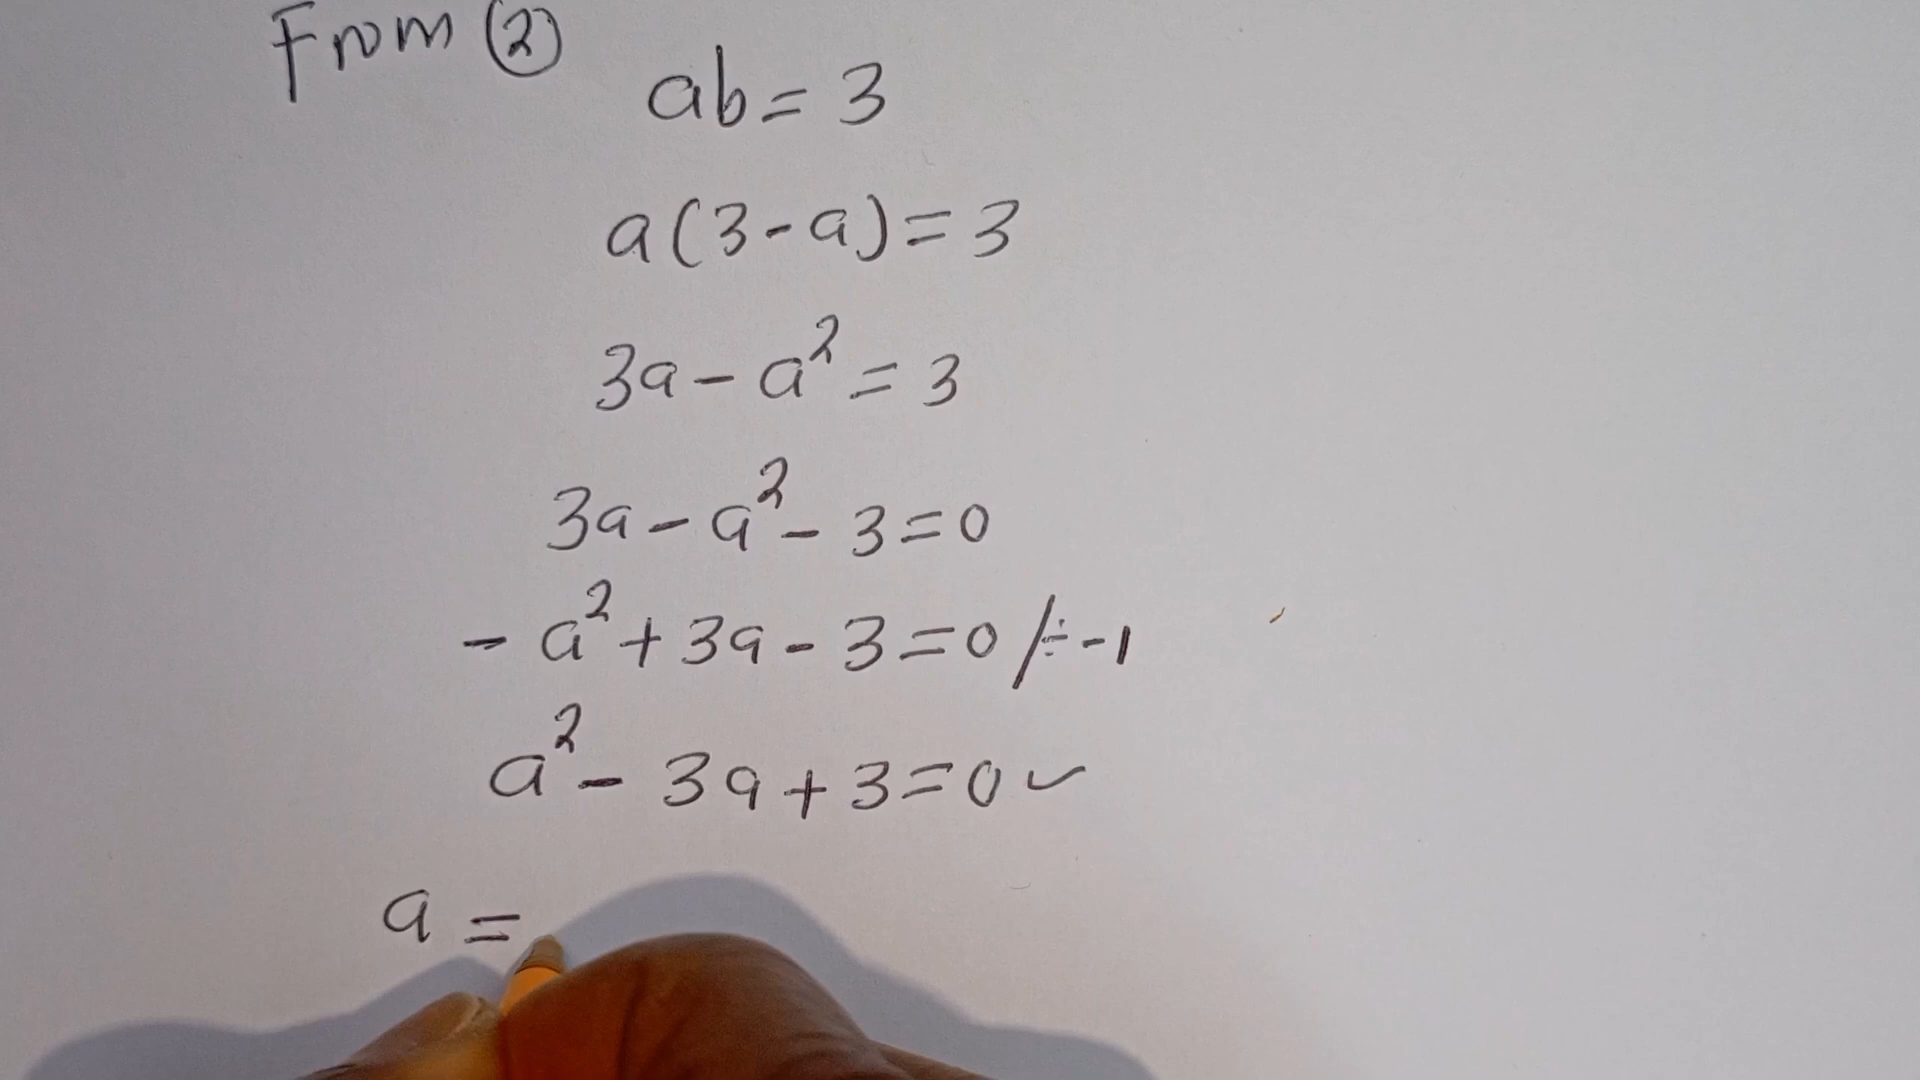 From ②
ab = 3
a(3-a) = 3
3a - a² = 3
3a - a² - 3 = 0
- a² + 3a - 3 = 0 /÷ -1
a² - 3a + 3 = 0 ✓
a =